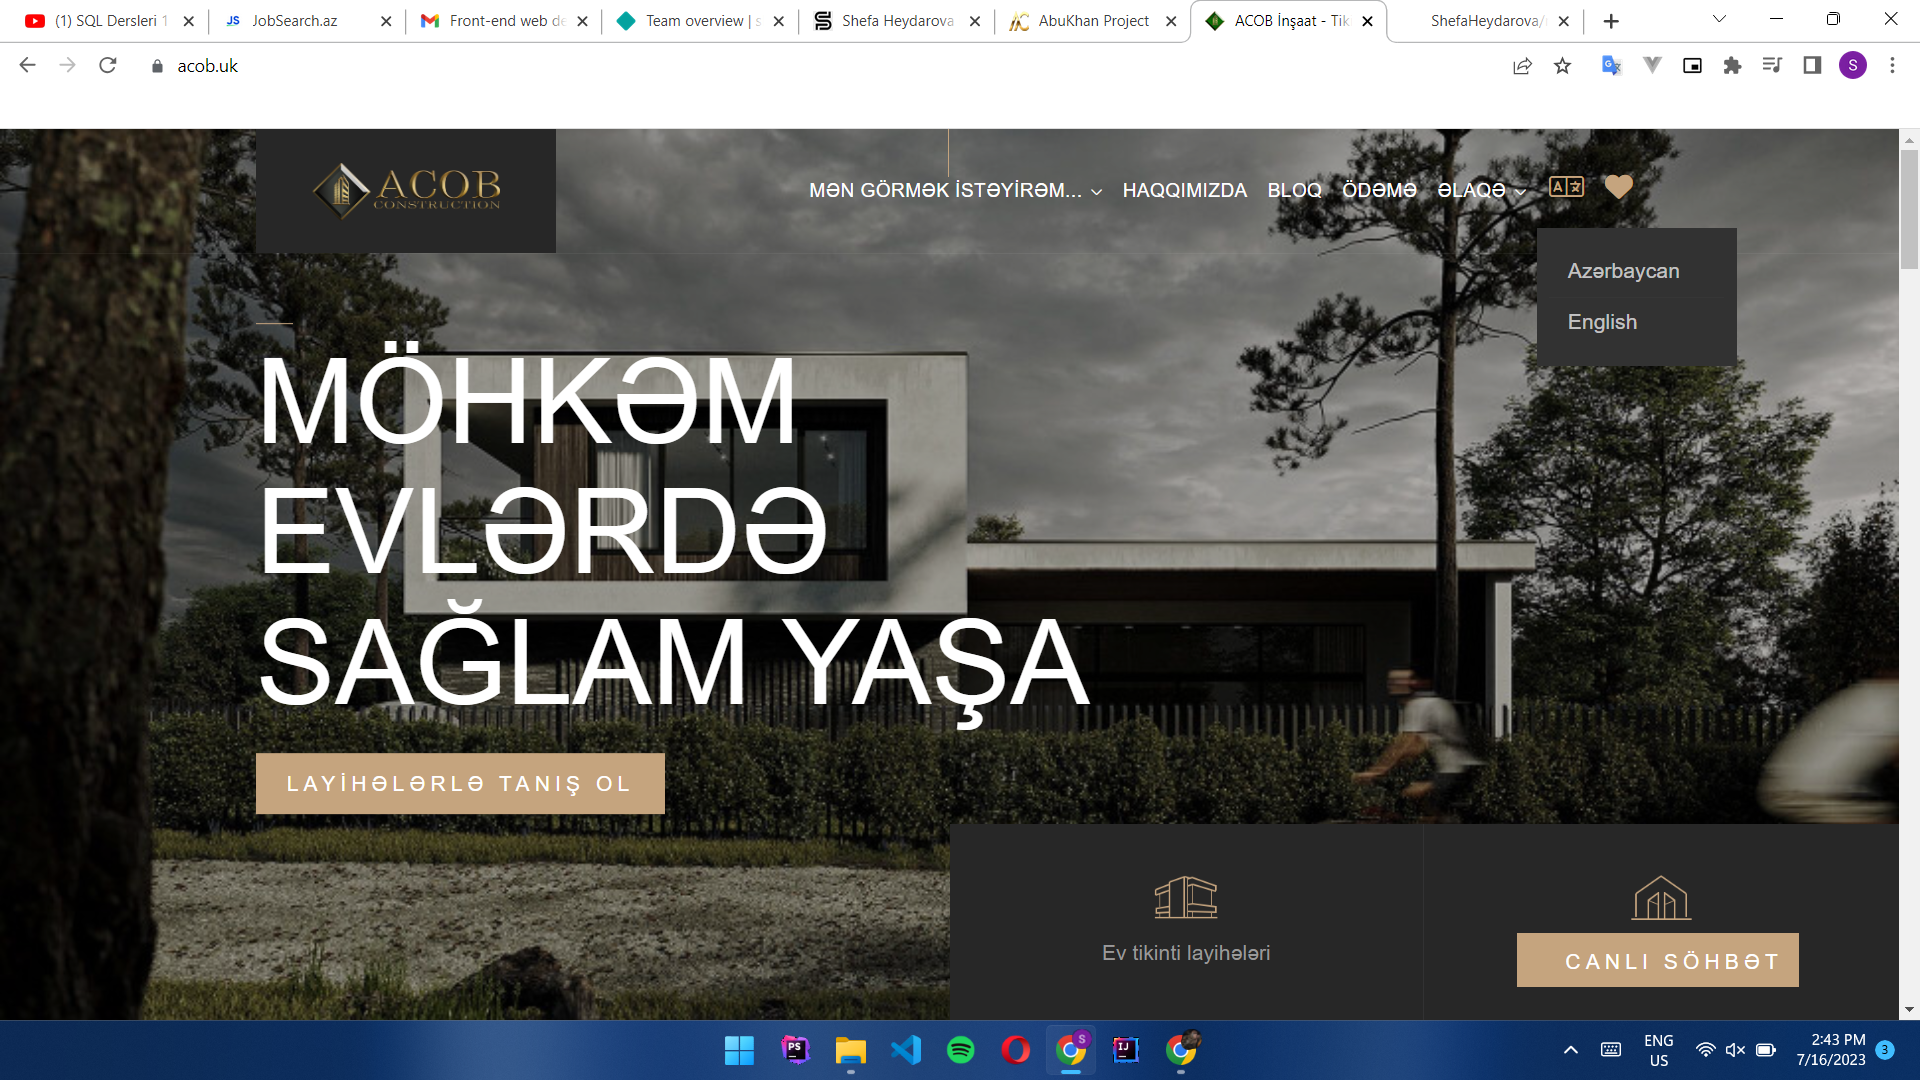 (1) SQL Dersleri 1
JS JobSearch.az
Front-end web de
Team overview | s
Shefa Heydarova
AbuKhan Project
ACOB İnşaat - Tik
ShefaHeydarova/
acob.uk
S
ACOB
CONSTRUCTION
MƏN GÖRMƏK İSTƏYİRƏM...
HAQQIMIZDA
BLOQ
ÖDƏMƏ
ƏLAQƏ
A
Azərbaycan
English
MÖHKƏM
EVLƏRDƏ
SAĞLAM YAŞA
LAYİHƏLƏRLƏ TANIŞ OL
Ev tikinti layihələri
CANLI SÖHBƏT
PS
S
IJ
ENG
US
2:43 PM
7/16/2023
3